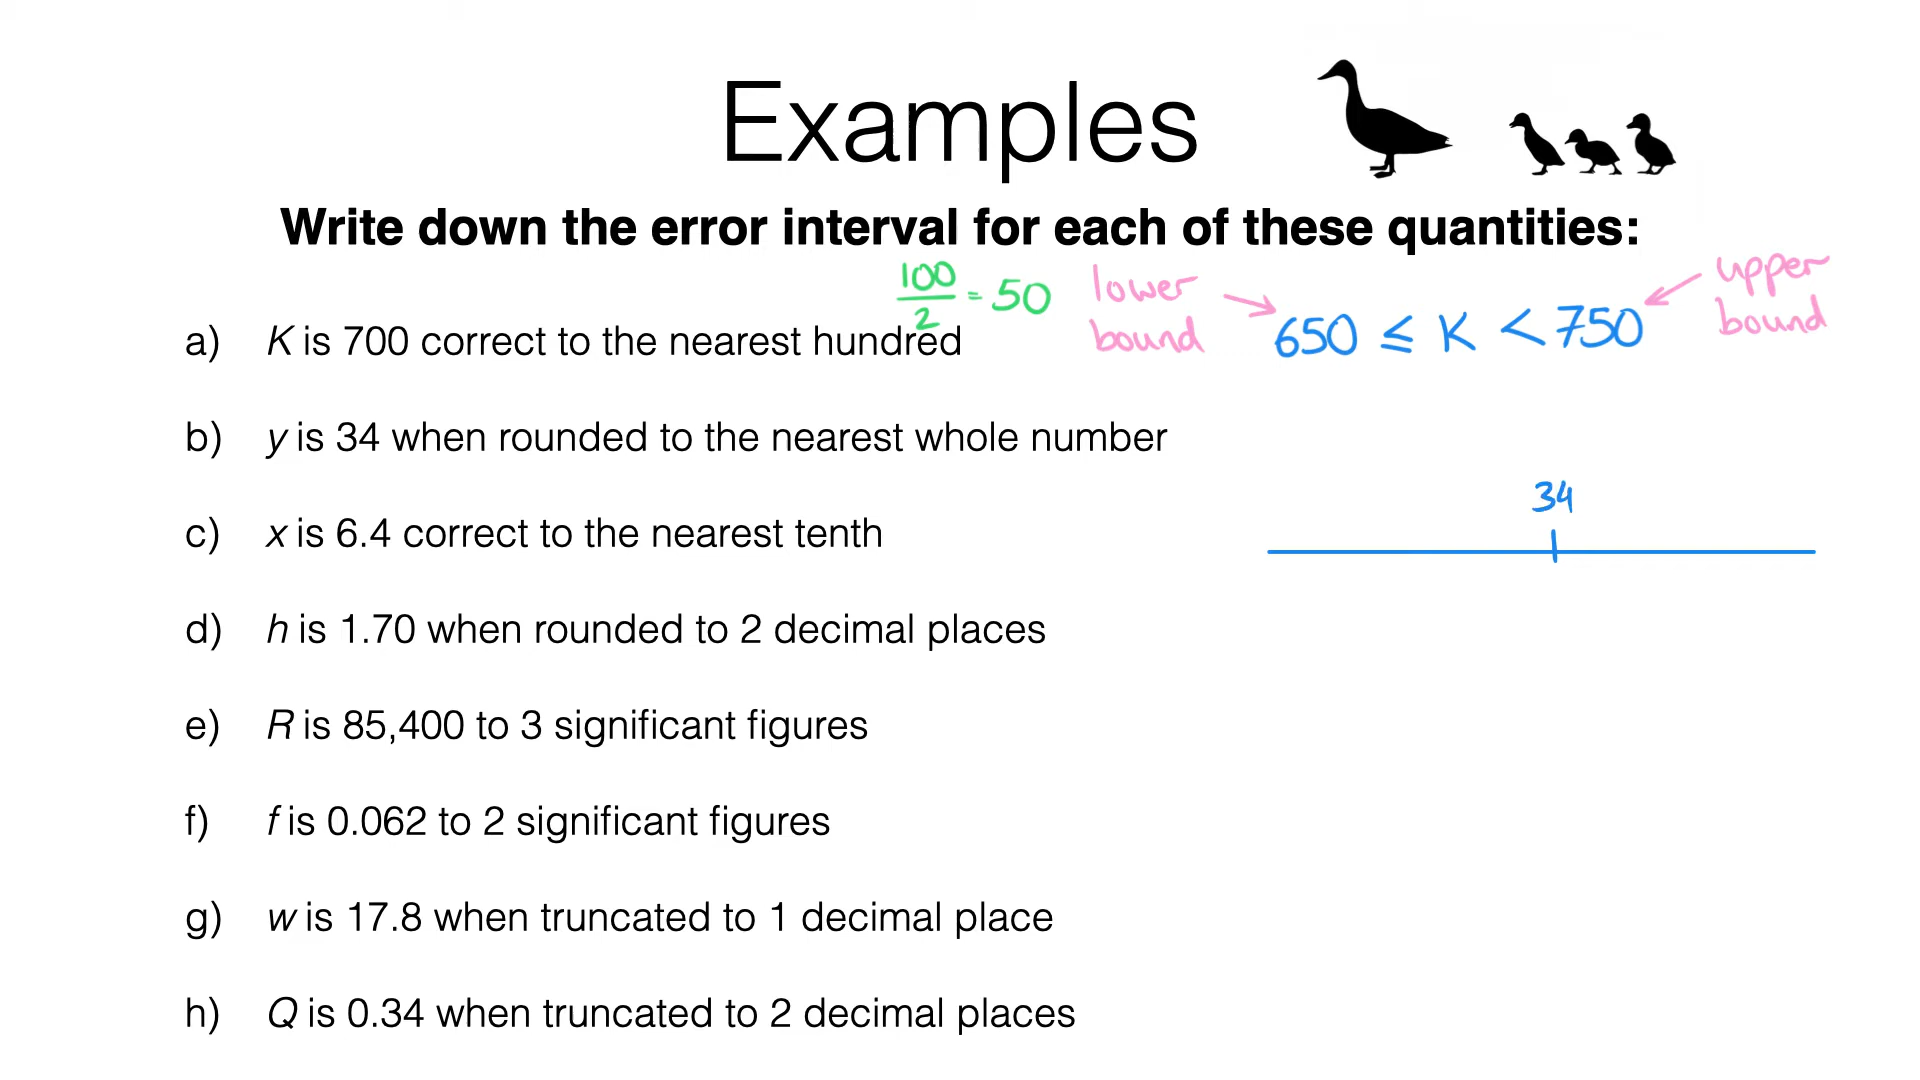 Examples
Write down the error interval for each of these quantities:
100/2 = 50
lower bound
upper bound
a) K is 700 correct to the nearest hundred
650 ≤ K < 750
b) y is 34 when rounded to the nearest whole number
34
c) x is 6.4 correct to the nearest tenth
d) h is 1.70 when rounded to 2 decimal places
e) R is 85,400 to 3 significant figures
f) f is 0.062 to 2 significant figures
g) w is 17.8 when truncated to 1 decimal place
h) Q is 0.34 when truncated to 2 decimal places